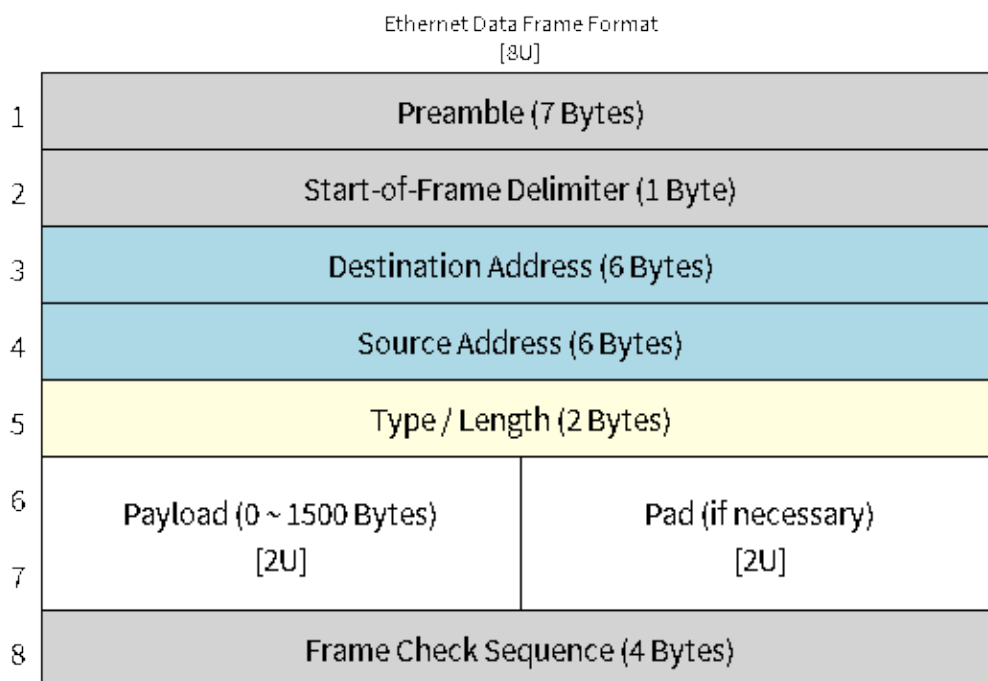 Ethernet Data Frame Format
[8U]
1
Preamble (7 Bytes)
2
Start-of-Frame Delimiter (1 Byte)
3
Destination Address (6 Bytes)
4
Source Address (6 Bytes)
5
Type / Length (2 Bytes)
6
Payload (0 ~ 1500 Bytes)
[2U]
Pad (if necessary)
[2U]
7
8
Frame Check Sequence (4 Bytes)